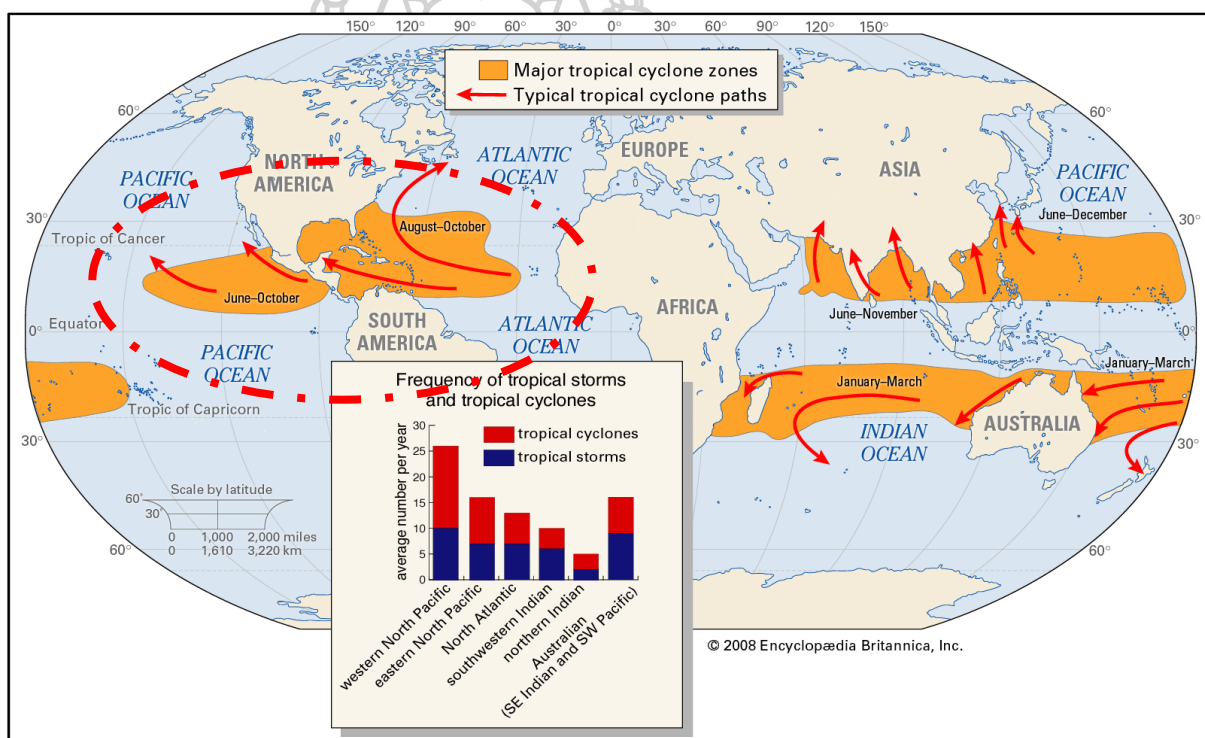 150° 120° 90° 60° 30° 0° 30° 60° 90° 120° 150°
Major tropical cyclone zones
Typical tropical cyclone paths
60°
60°
NORTH
AMERICA
ATLANTIC
OCEAN
EUROPE
ASIA
PACIFIC
OCEAN
PACIFIC
OCEAN
June–December
30°
30°
August–October
Tropic of Cancer
June–October
AFRICA
June–November
Equator
0°
0°
SOUTH
AMERICA
ATLANTIC
OCEAN
PACIFIC
OCEAN
January–March
January–March
Tropic of Capricorn
AUSTRALIA
INDIAN
OCEAN
30°
30°
Frequency of tropical storms
and tropical cyclones
tropical cyclones
tropical storms
average number per year
30
25
20
15
10
5
0
western North Pacific
eastern North Pacific
North Atlantic
southwestern Indian
northern Indian
Australian
(SE Indian and SW Pacific)
Scale by latitude
60°
30°
0 1,000 2,000 miles
0 1,610 3,220 km
60°
60°
© 2008 Encyclopædia Britannica, Inc.